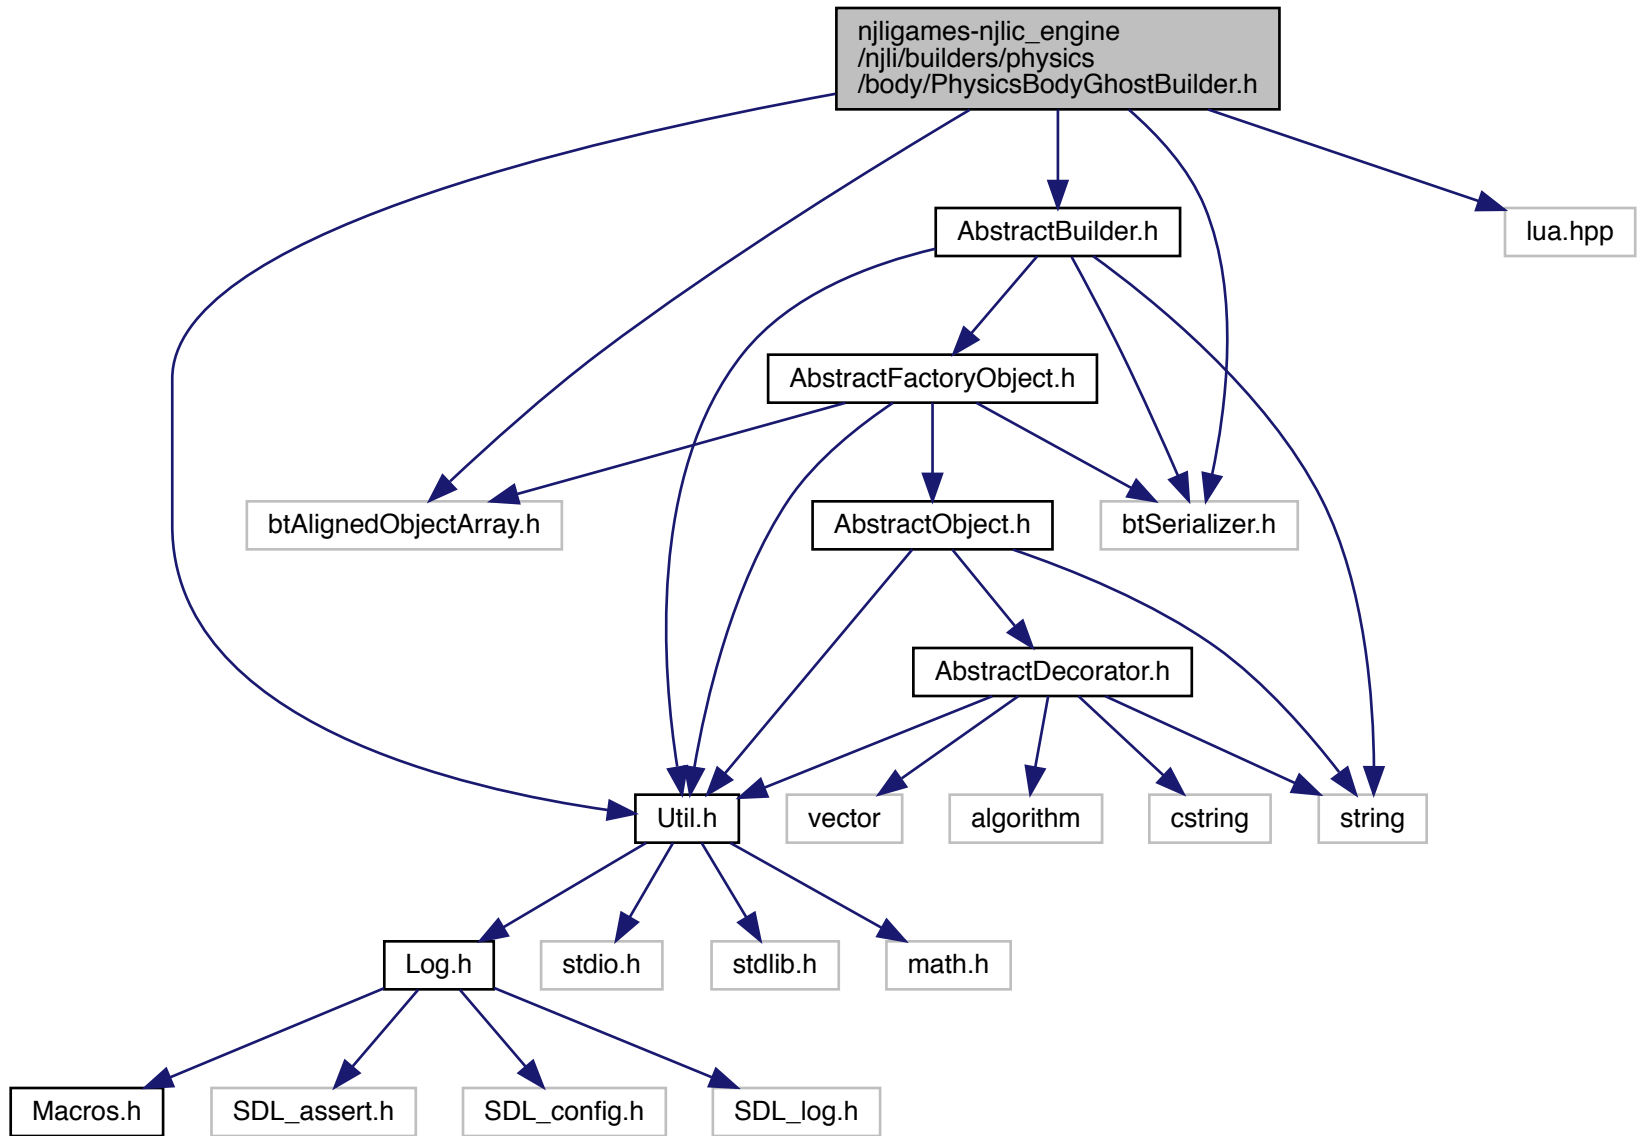 njligames-njlic_engine
/njli/builders/physics
/body/PhysicsBodyGhostBuilder.h
AbstractBuilder.h
lua.hpp
AbstractFactoryObject.h
btAlignedObjectArray.h
AbstractObject.h
btSerializer.h
AbstractDecorator.h
Util.h
vector
algorithm
cstring
string
Log.h
stdio.h
stdlib.h
math.h
Macros.h
SDL_assert.h
SDL_config.h
SDL_log.h